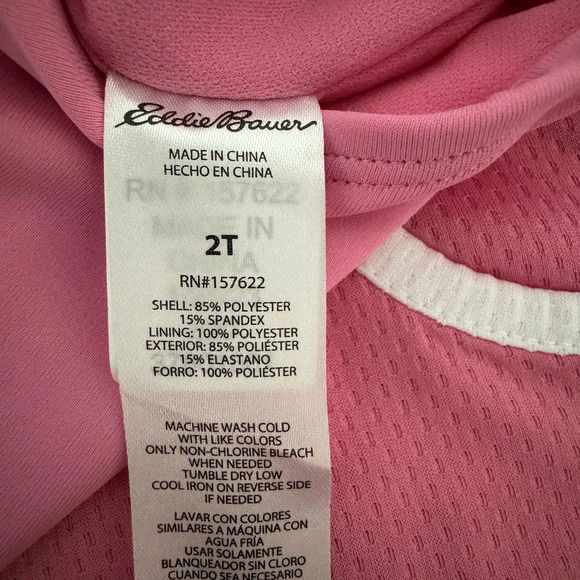 Eddie Bauer
MADE IN CHINA
HECHO EN CHINA
2T
RN#157622
SHELL: 85% POLYESTER
15% SPANDEX
LINING: 100% POLYESTER
EXTERIOR: 85% POLIÉSTER
15% ELASTANO
FORRO: 100% POLIÉSTER
MACHINE WASH COLD
WITH LIKE COLORS
ONLY NON-CHLORINE BLEACH
WHEN NEEDED
TUMBLE DRY LOW
COOL IRON ON REVERSE SIDE
IF NEEDED
LAVAR CON COLORES
SIMILARES A MÁQUINA CON
AGUA FRÍA
USAR SOLAMENTE
BLANQUEADOR SIN CLORO
CUANDO SEA NECESARIO